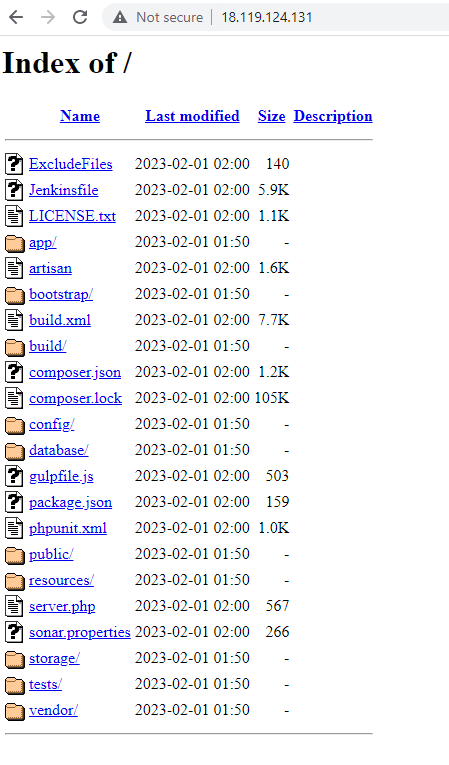 Not secure | 18.119.124.131
Index of /
Name Last modified Size Description
ExcludeFiles 2023-02-01 02:00 140
Jenkinsfile 2023-02-01 02:00 5.9K
LICENSE.txt 2023-02-01 02:00 1.1K
app/ 2023-02-01 01:50 -
artisan 2023-02-01 02:00 1.6K
bootstrap/ 2023-02-01 01:50 -
build.xml 2023-02-01 02:00 7.7K
build/ 2023-02-01 01:50 -
composer.json 2023-02-01 02:00 1.2K
composer.lock 2023-02-01 02:00 105K
config/ 2023-02-01 01:50 -
database/ 2023-02-01 01:50 -
gulpfile.js 2023-02-01 02:00 503
package.json 2023-02-01 02:00 159
phpunit.xml 2023-02-01 02:00 1.0K
public/ 2023-02-01 01:50 -
resources/ 2023-02-01 01:50 -
server.php 2023-02-01 02:00 567
sonar.properties 2023-02-01 02:00 266
storage/ 2023-02-01 01:50 -
tests/ 2023-02-01 01:50 -
vendor/ 2023-02-01 01:50 -